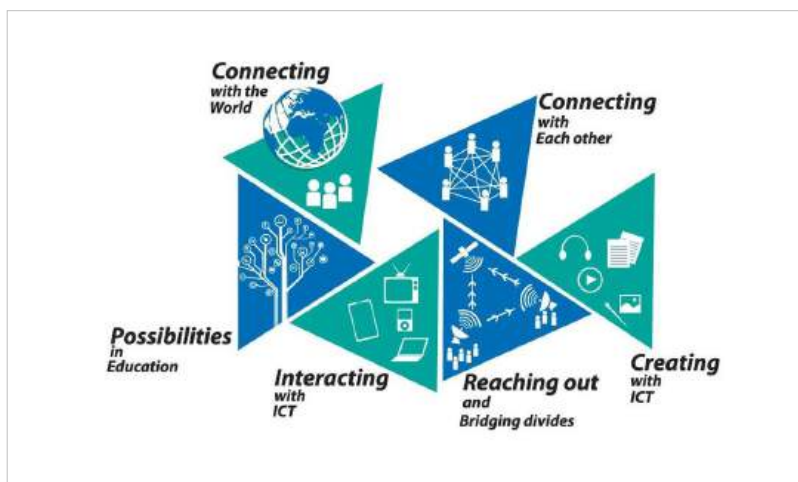 Connecting
with the
World
Connecting
with
Each other
Possibilities
in
Education
Interacting
with
ICT
Reaching out
and
Bridging divides
Creating
with
ICT